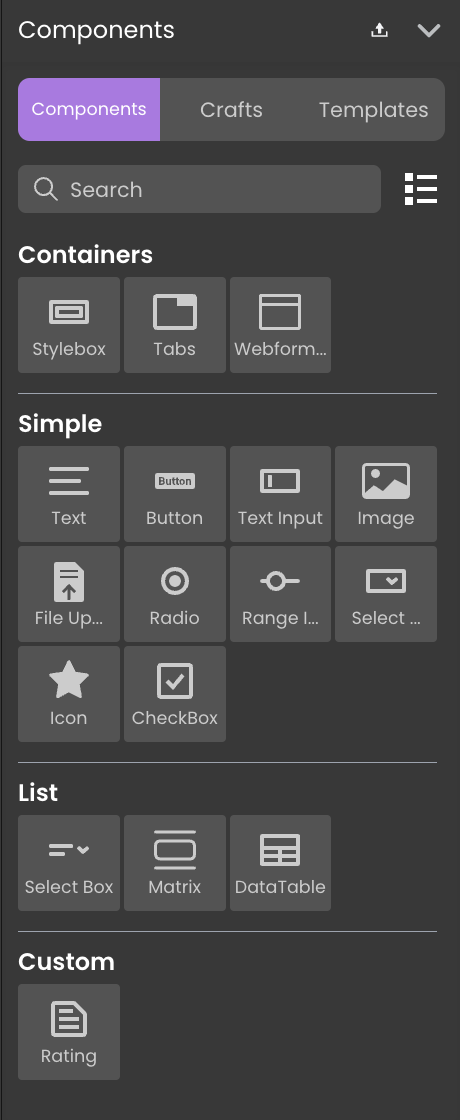 Components
Components Crafts Templates
Search
Containers
Stylebox Tabs Webform...
Simple
Button
Text Button Text Input Image
File Up... Radio Range I... Select ...
Icon CheckBox
List
Select Box Matrix DataTable
Custom
Rating